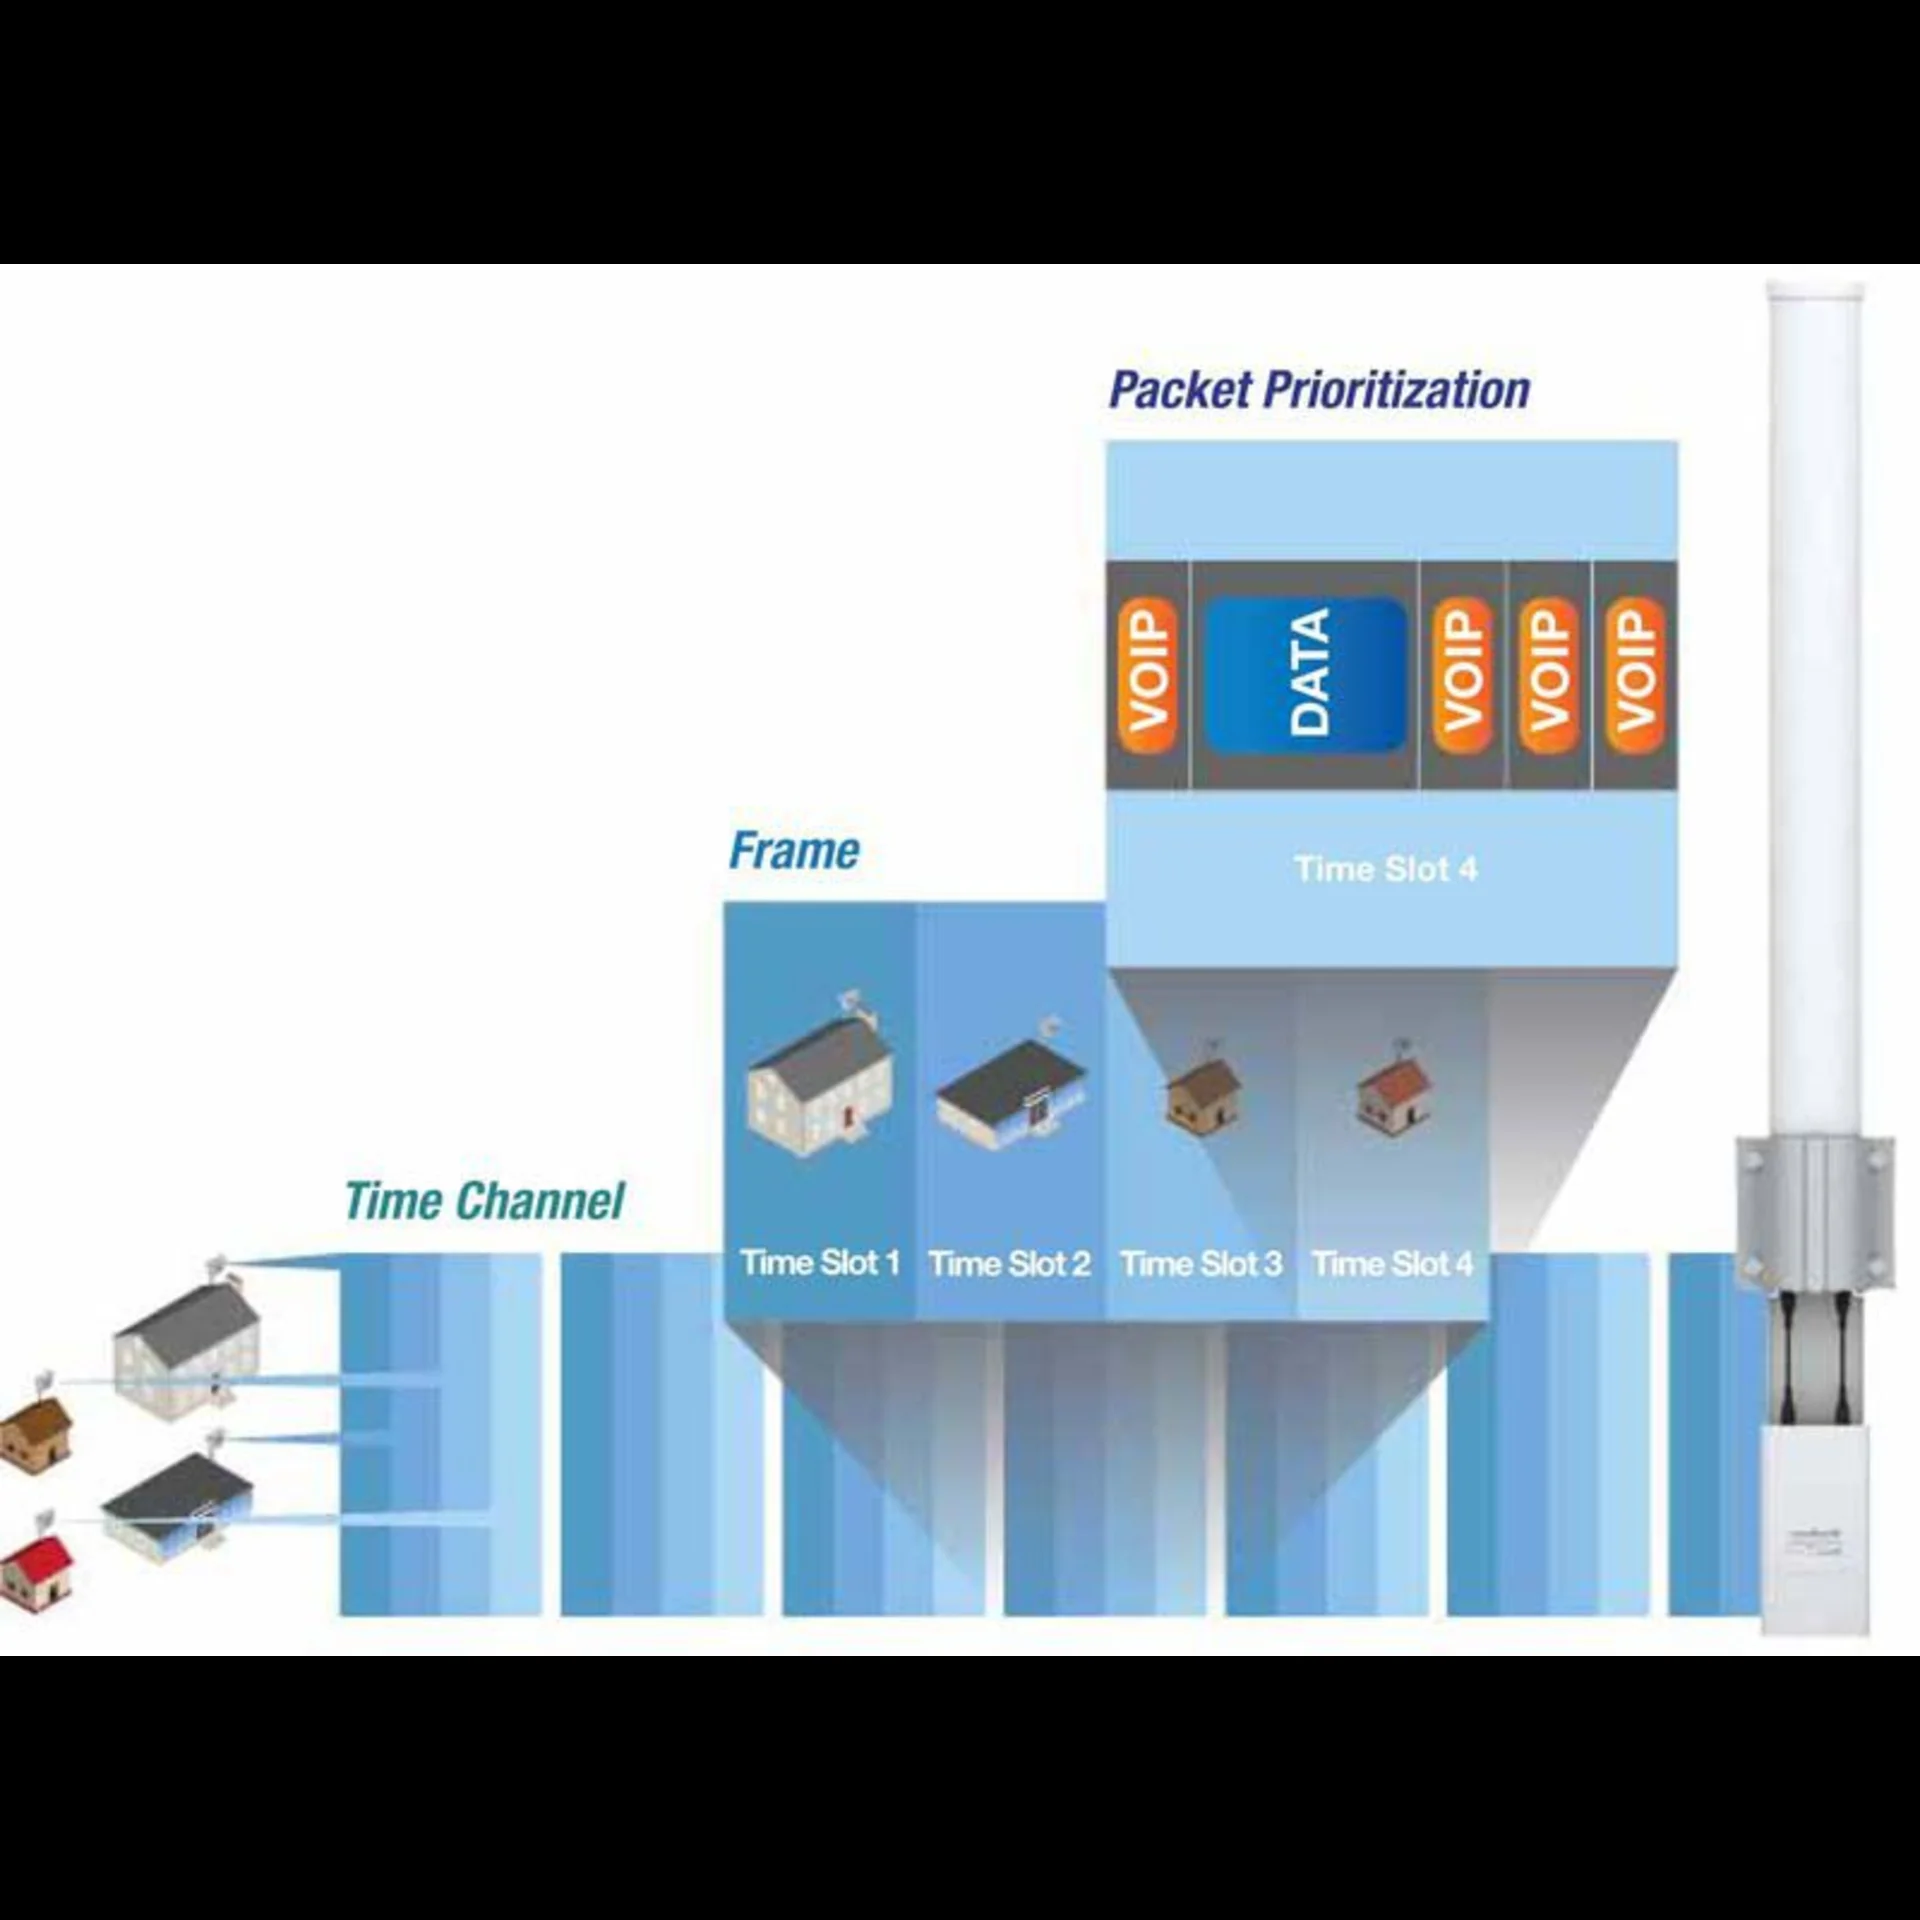 Packet Prioritization
VOIP
DATA
VOIP
VOIP
VOIP
Time Slot 4
Frame
Time Slot 1
Time Slot 2
Time Slot 3
Time Slot 4
Time Channel